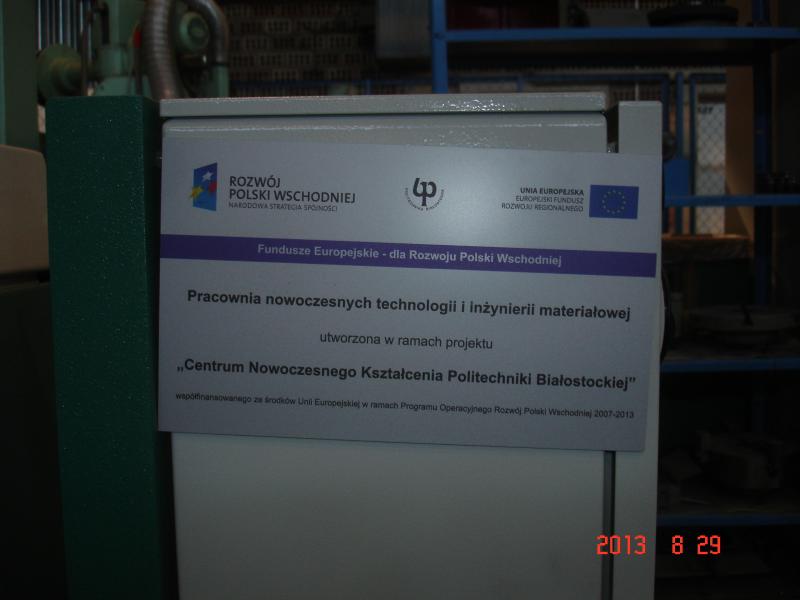 ROZWÓJ
POLSKI WSCHODNIEJ
NARODOWA STRATEGIA SPÓJNOŚCI
UNIA EUROPEJSKA
EUROPEJSKI FUNDUSZ
ROZWOJU REGIONALNEGO
Fundusze Europejskie - dla Rozwoju Polski Wschodniej
Pracownia nowoczesnych technologii i inżynierii materiałowej
utworzona w ramach projektu
„Centrum Nowoczesnego Kształcenia Politechniki Białostockiej”
współfinansowanego ze środków Unii Europejskiej w ramach Programu Operacyjnego Rozwój Polski Wschodniej 2007-2013
2013 8 29